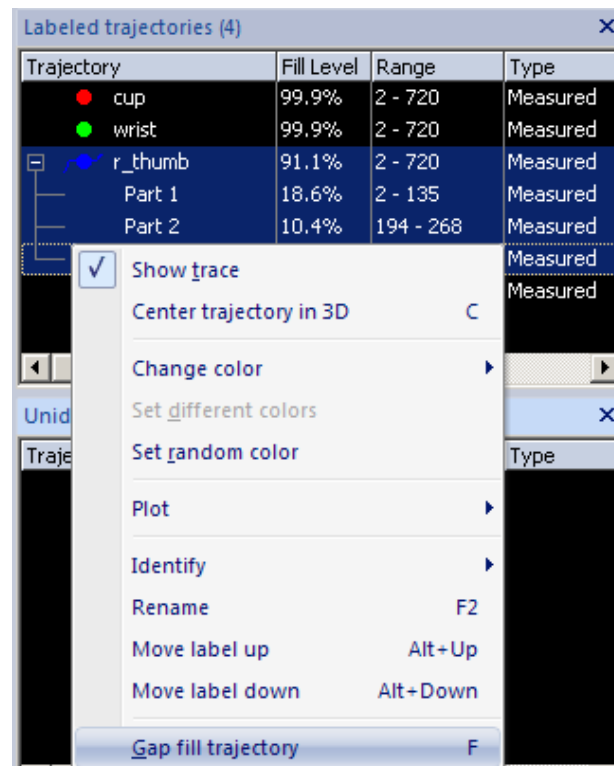 Labeled trajectories (4)
Trajectory Fill Level Range Type
cup 99.9% 2 - 720 Measured
wrist 99.9% 2 - 720 Measured
r_thumb 91.1% 2 - 720 Measured
Part 1 18.6% 2 - 135 Measured
Part 2 10.4% 194 - 268 Measured
Measured
Show trace
Measured
Center trajectory in 3D C
Change color
Unid
Set different colors
Traje Type
Set random color
Plot
Identify
Rename F2
Move label up Alt+Up
Move label down Alt+Down
Gap fill trajectory F